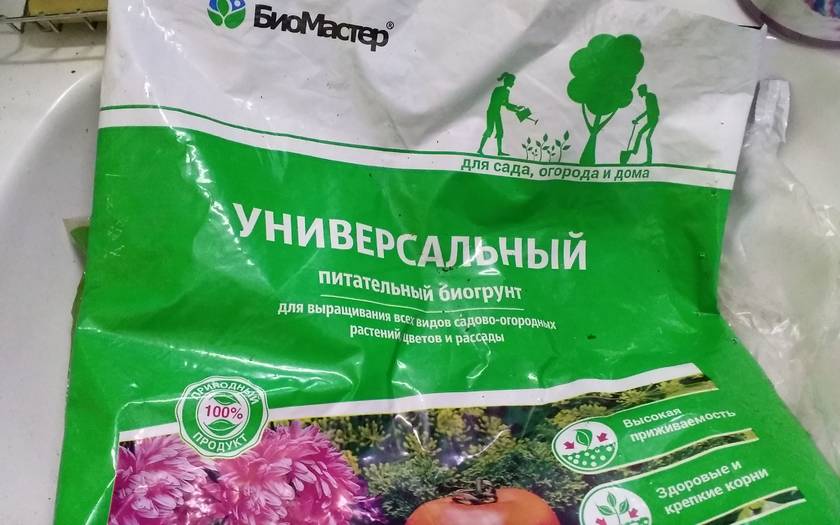 БиоМастер®
для сада, огорода и дома
УНИВЕРСАЛЬНЫЙ
питательный биогрунт
для выращивания всех видов садово-огородных
растений цветов и рассады
ПРИРОДНЫЙ
100%
ПРОДУКТ
Высокая
приживаемость
Здоровые и
крепкие корни